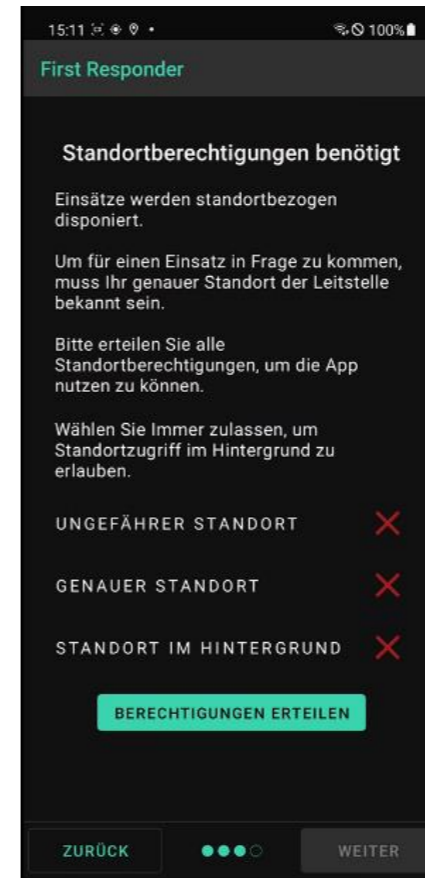 15:11 100%
First Responder
Standortberechtigungen benötigt
Einsätze werden standortbezogen
disponiert.
Um für einen Einsatz in Frage zu kommen,
muss Ihr genauer Standort der Leitstelle
bekannt sein.
Bitte erteilen Sie alle
Standortberechtigungen, um die App
nutzen zu können.
Wählen Sie Immer zulassen, um
Standortzugriff im Hintergrund zu
erlauben.
UNGEFÄHRER STANDORT
GENAUER STANDORT
STANDORT IM HINTERGRUND
BERECHTIGUNGEN ERTEILEN
ZURÜCK WEITER